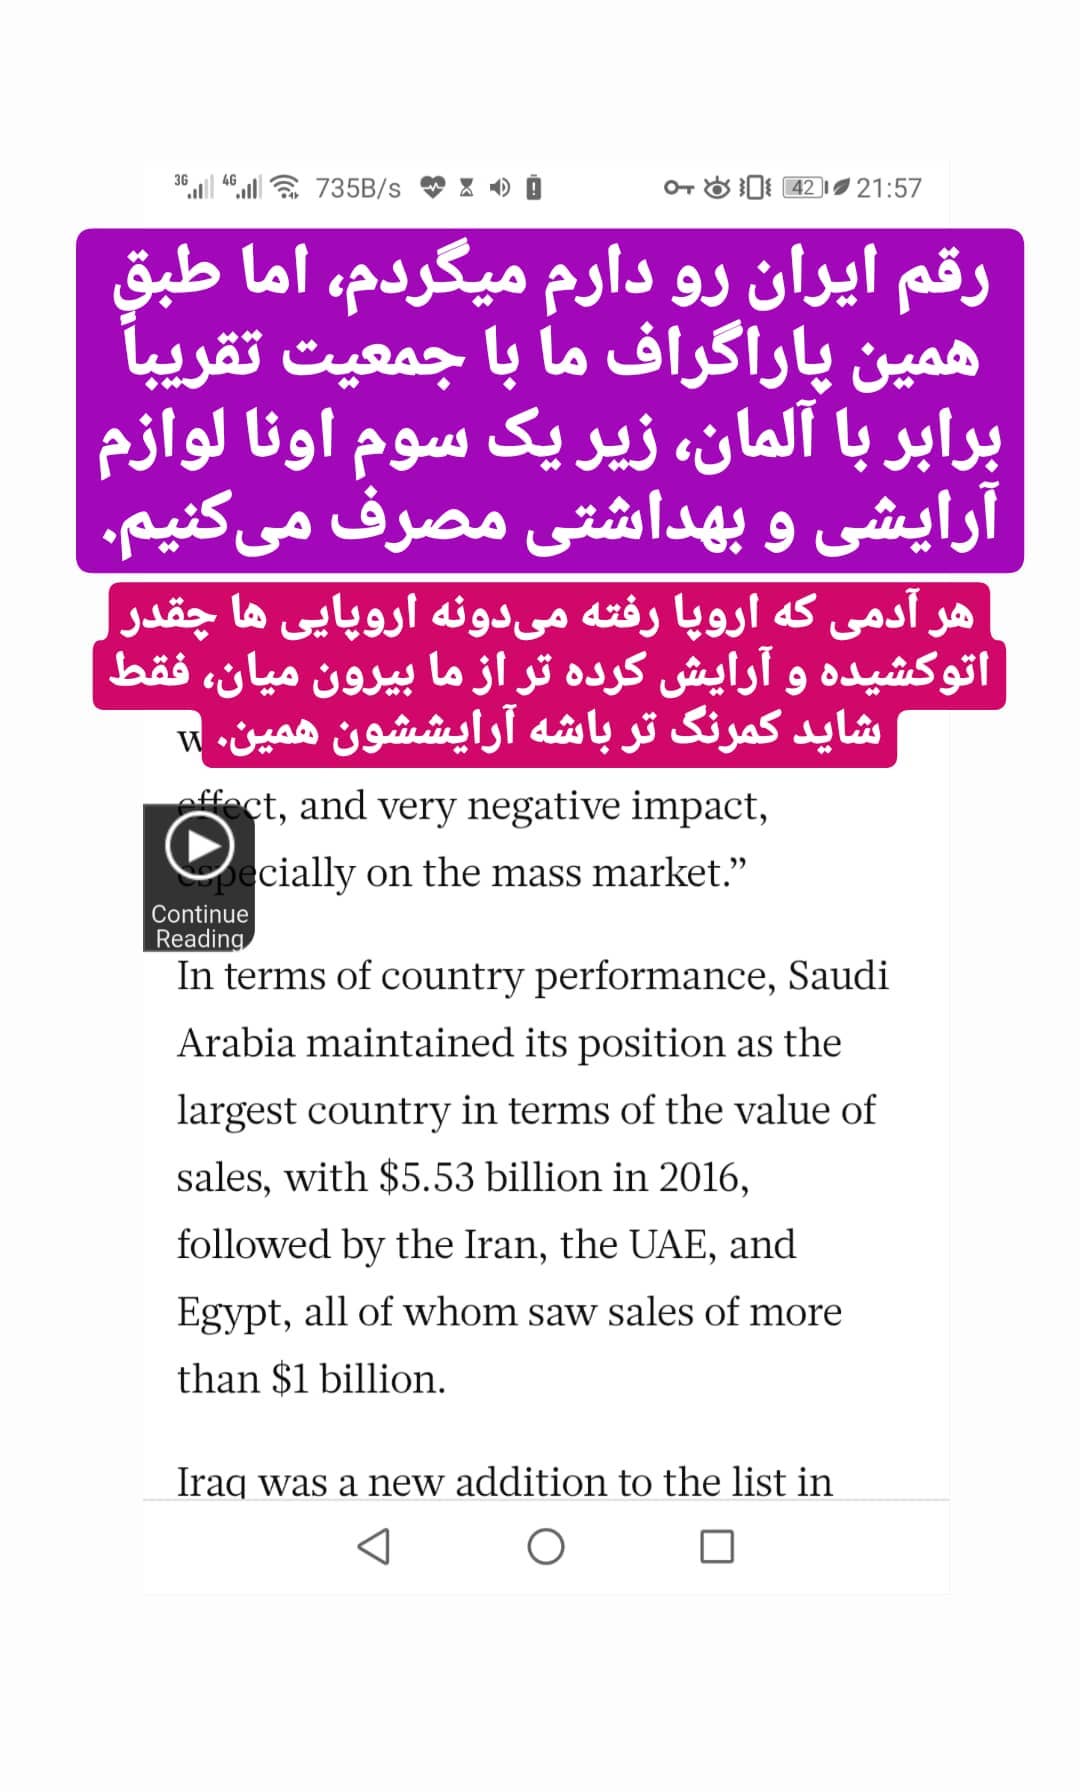 3G 4G 735B/s 42 21:57
رقم ایران رو دارم میگردم، اما طبق
همین پاراگراف ما با جمعیت تقریباً
برابر با آلمان، زیر یک سوم اونا لوازم
آرایشی و بهداشتی مصرف می‌کنیم.
هر آدمی که اروپا رفته می‌دونه اروپایی ها چقدر
اتوکشیده و آرایش کرده تر از ما بیرون میان، فقط
شاید کمرنگ تر باشه آرایششون همین.
effect, and very negative impact,
especially on the mass market.”
Continue
Reading
In terms of country performance, Saudi
Arabia maintained its position as the
largest country in terms of the value of
sales, with $5.53 billion in 2016,
followed by the Iran, the UAE, and
Egypt, all of whom saw sales of more
than $1 billion.
Iraq was a new addition to the list in